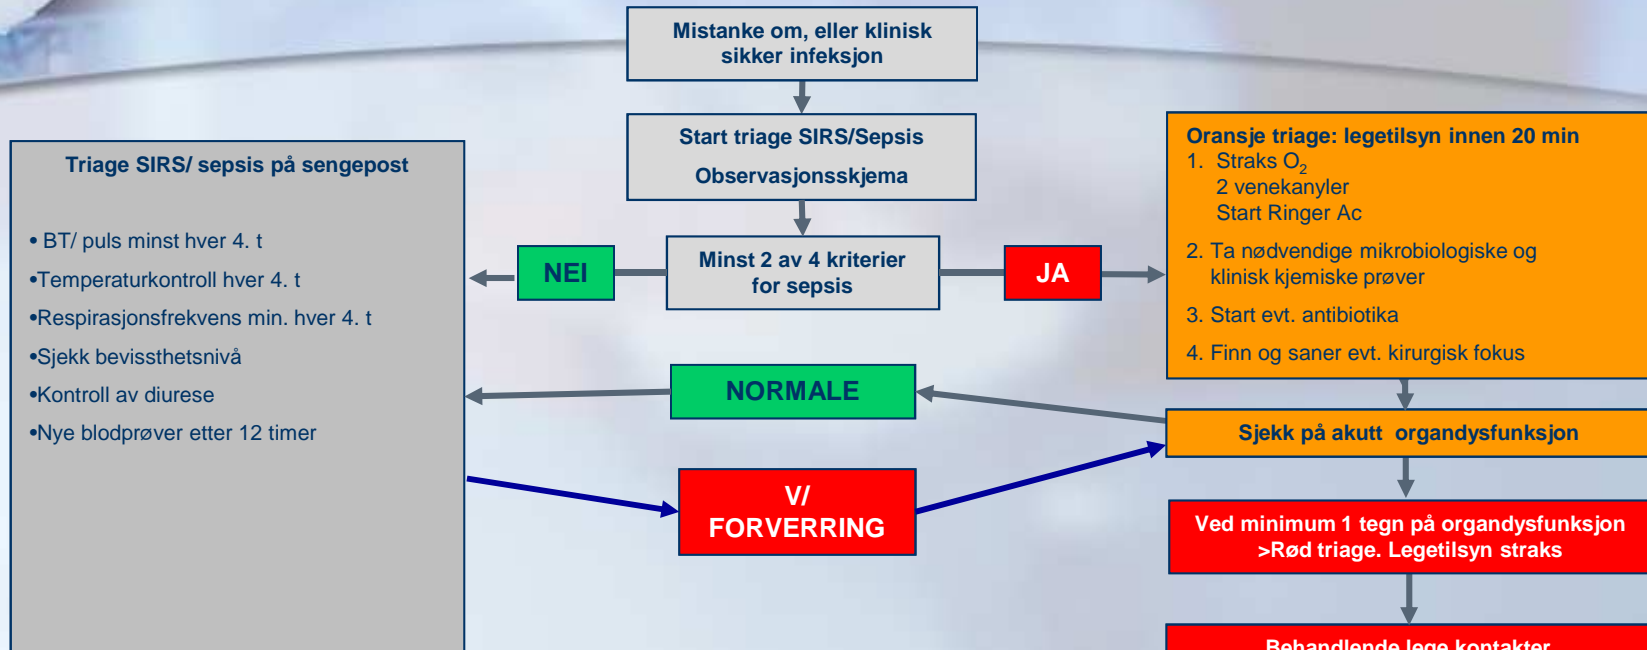 Mistanke om, eller klinisk
sikker infeksjon
Start triage SIRS/Sepsis
Observasjonsskjema
Minst 2 av 4 kriterier
for sepsis
NEI
JA
Triage SIRS/ sepsis på sengepost
• BT/ puls minst hver 4. t
•Temperaturkontroll hver 4. t
•Respirasjonsfrekvens min. hver 4. t
•Sjekk bevissthetsnivå
•Kontroll av diurese
•Nye blodprøver etter 12 timer
Oransje triage: legetilsyn innen 20 min
1. Straks O₂
2 venekanyler
Start Ringer Ac
2. Ta nødvendige mikrobiologiske og
klinisk kjemiske prøver
3. Start evt. antibiotika
4. Finn og saner evt. kirurgisk fokus
NORMALE
Sjekk på akutt organdysfunksjon
V/
FORVERRING
Ved minimum 1 tegn på organdysfunksjon
>Rød triage. Legetilsyn straks
Behandlende lege kontakter